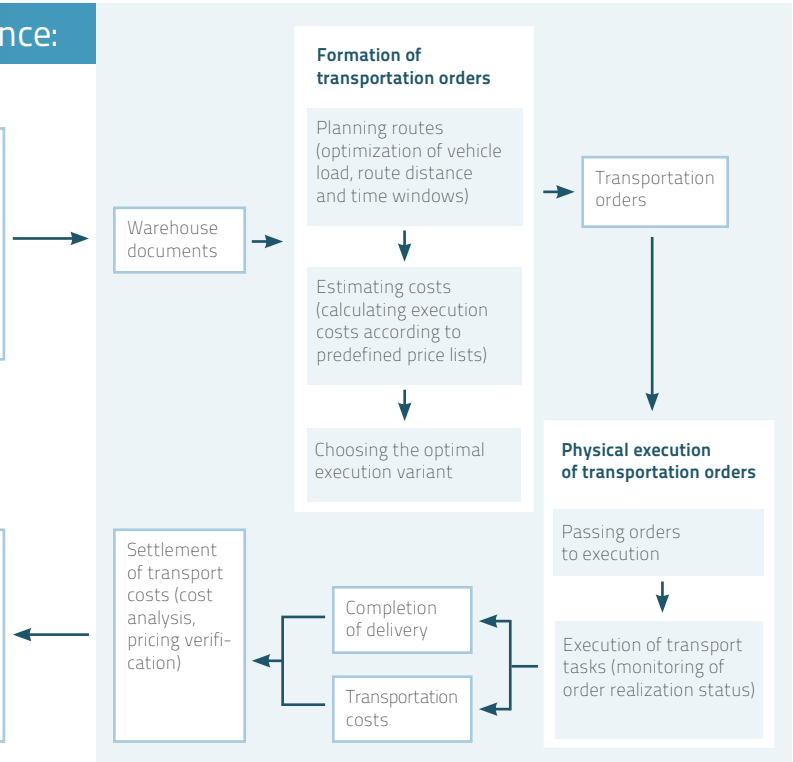 nce:
Formation of
transportation orders
Planning routes
(optimization of vehicle
load, route distance
and time windows)
Transportation
orders
Warehouse
documents
Estimating costs
(calculating execution
costs according to
predefined price lists)
Choosing the optimal
execution variant
Physical execution
of transportation orders
Passing orders
to execution
Execution of transport
tasks (monitoring of
order realization status)
Completion
of delivery
Transportation
costs
Settlement
of transport
costs (cost
analysis,
pricing verifi-
cation)